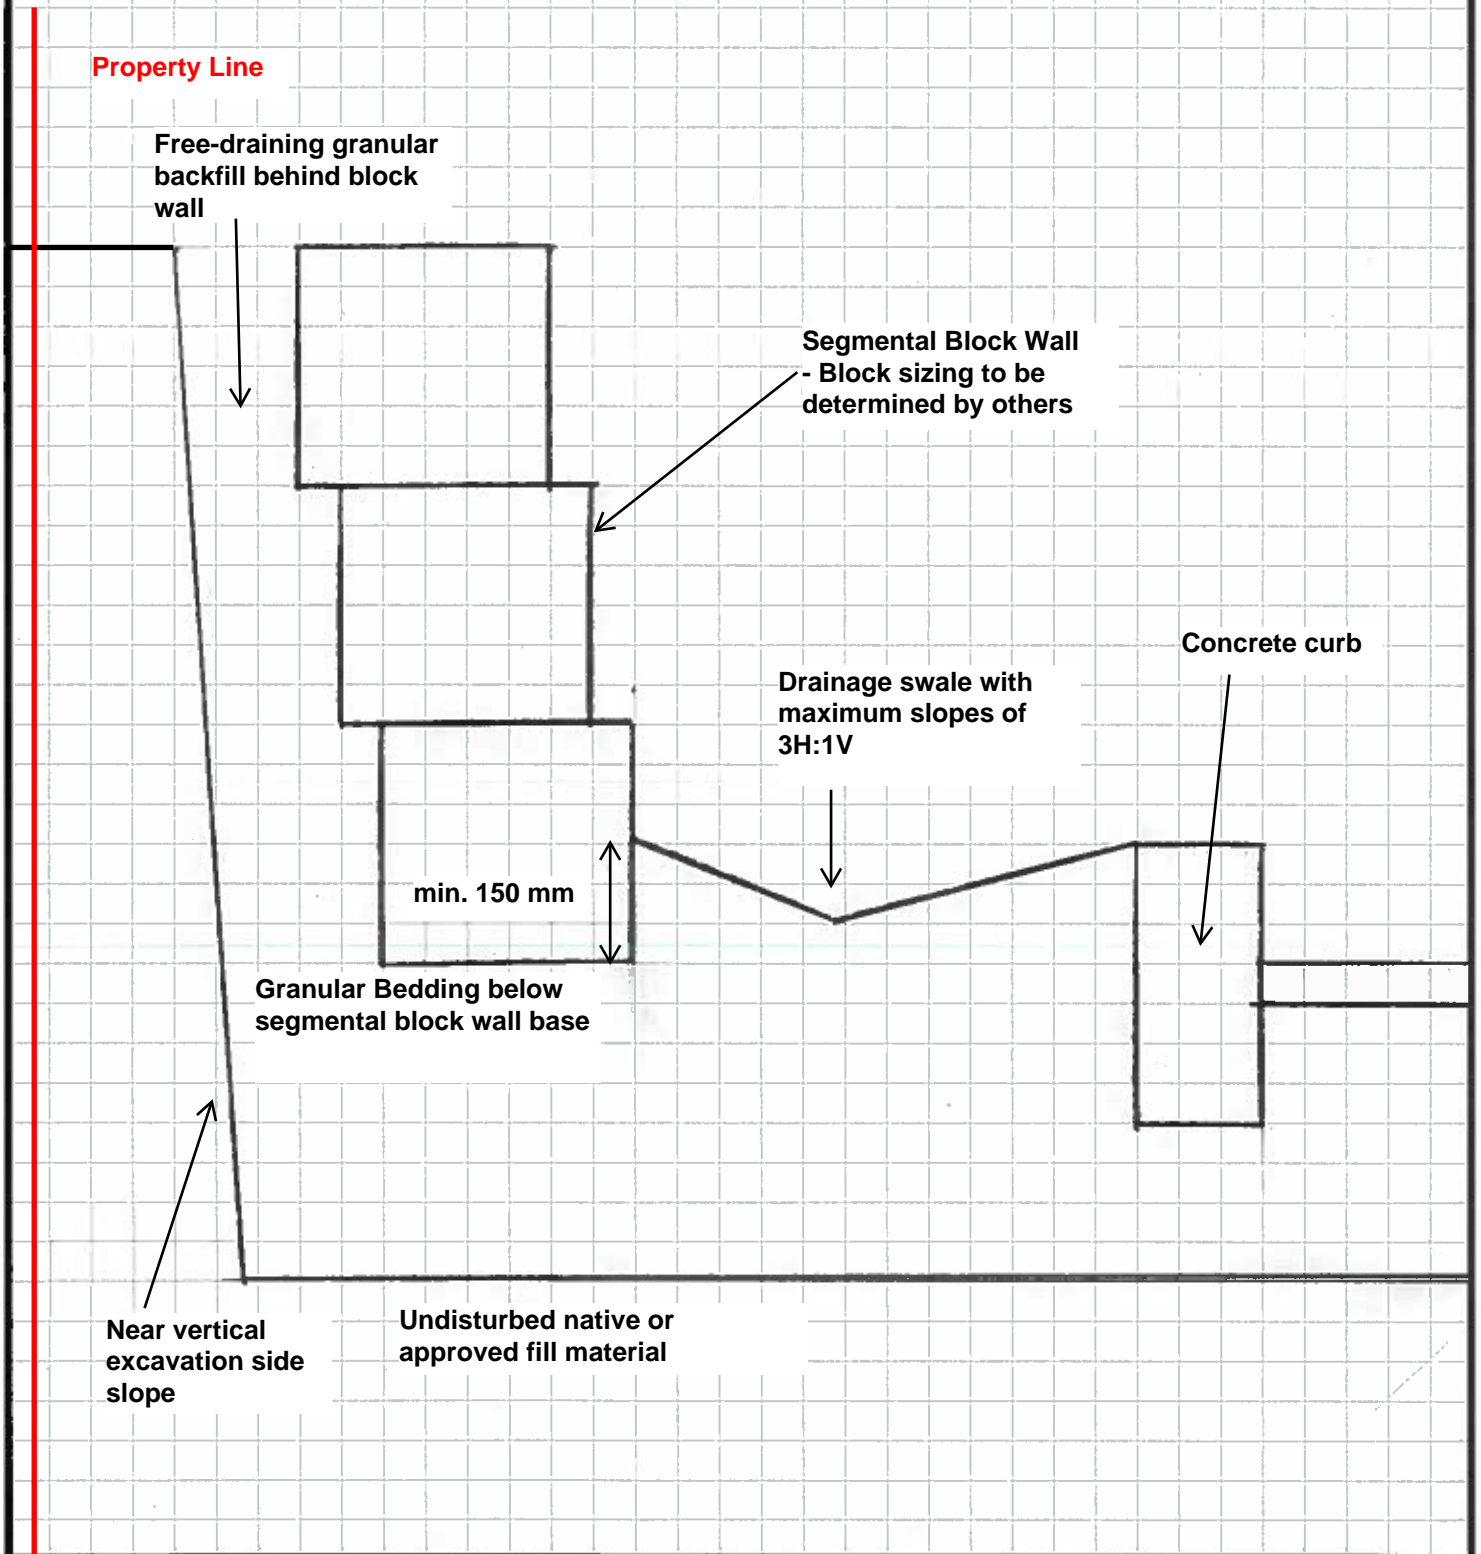 Property Line
Free-draining granular
backfill behind block
wall
Segmental Block Wall
- Block sizing to be
determined by others
Concrete curb
Drainage swale with
maximum slopes of
3H:1V
min. 150 mm
Granular Bedding below
segmental block wall base
Near vertical
excavation side
slope
Undisturbed native or
approved fill material